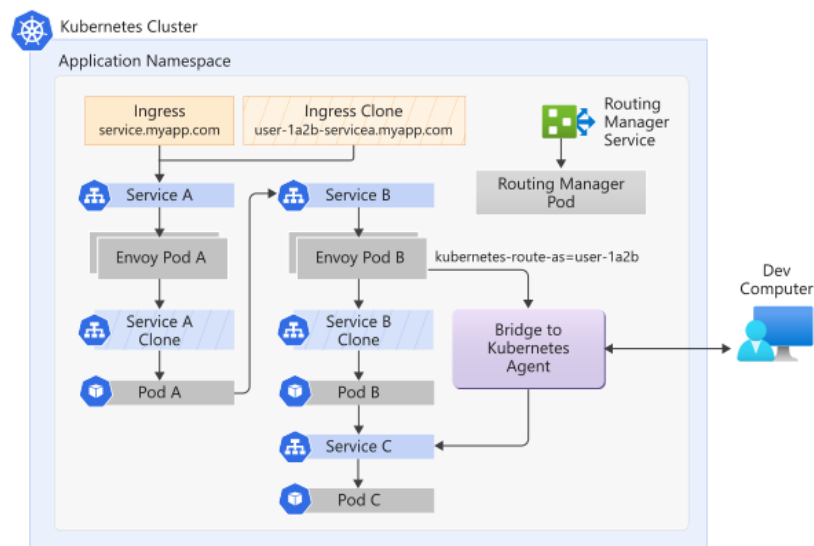 Kubernetes Cluster
Application Namespace
Ingress
service.myapp.com
Ingress Clone
user-1a2b-servicea.myapp.com
Routing
Manager
Service
Service A
Service B
Routing Manager
Pod
Envoy Pod A
Envoy Pod B
kubernetes-route-as=user-1a2b
Dev
Computer
Service A
Clone
Service B
Clone
Bridge to
Kubernetes
Agent
Pod A
Pod B
Service C
Pod C